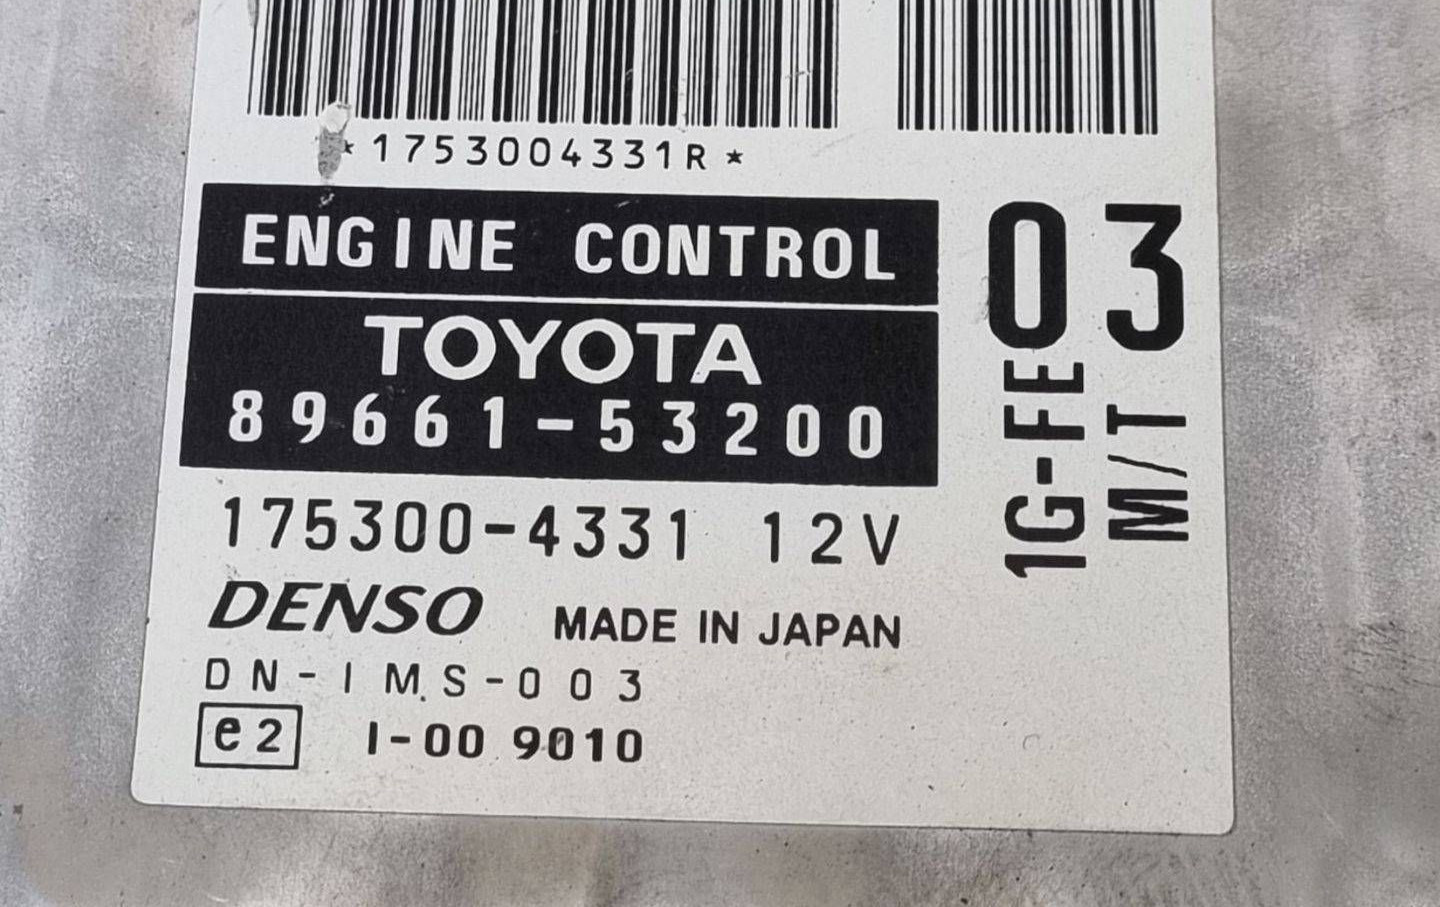 *1753004331R*
ENGINE CONTROL
TOYOTA
89661-53200
175300-4331 12V
DENSO MADE IN JAPAN
DN-IMS-003
e2 I-00 9010
03
1G-FE
M/T